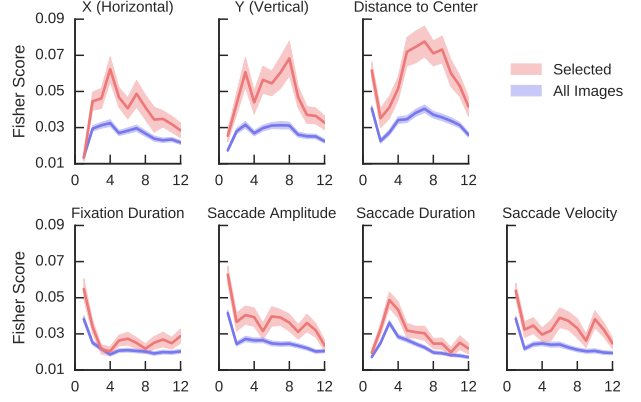 X (Horizontal) Y (Vertical) Distance to Center
0.09
0.07
0.05
0.03
0.01
Fisher Score
0 4 8 12 0 4 8 12 0 4 8 12
Selected
All Images
Fixation Duration Saccade Amplitude Saccade Duration Saccade Velocity
0.09
0.07
0.05
0.03
0.01
Fisher Score
0 4 8 12 0 4 8 12 0 4 8 12 0 4 8 12